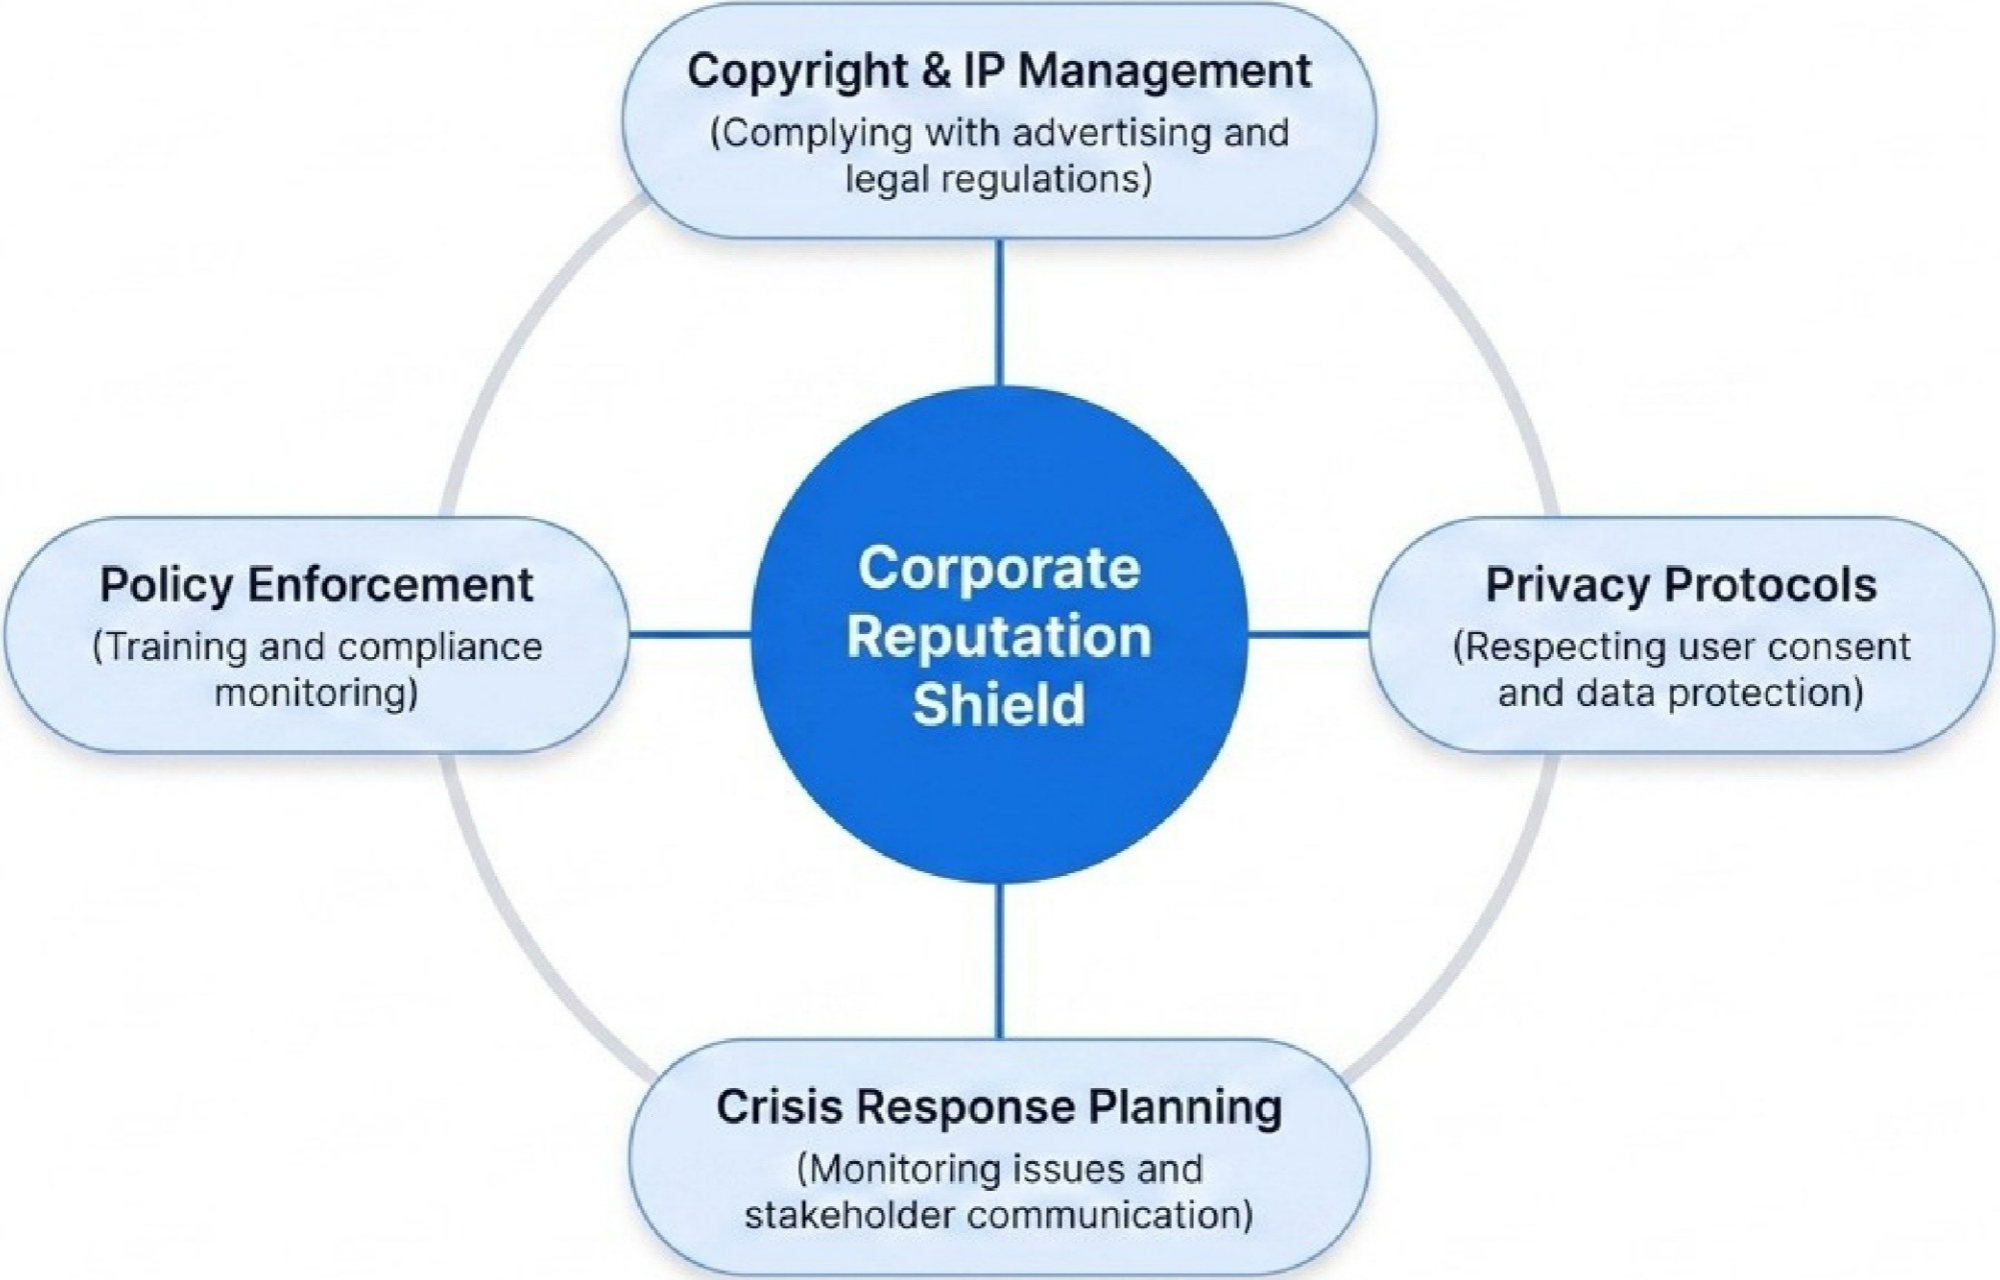 Copyright & IP Management
(Complying with advertising and
legal regulations)
Policy Enforcement
(Training and compliance
monitoring)
Corporate
Reputation
Shield
Privacy Protocols
(Respecting user consent
and data protection)
Crisis Response Planning
(Monitoring issues and
stakeholder communication)